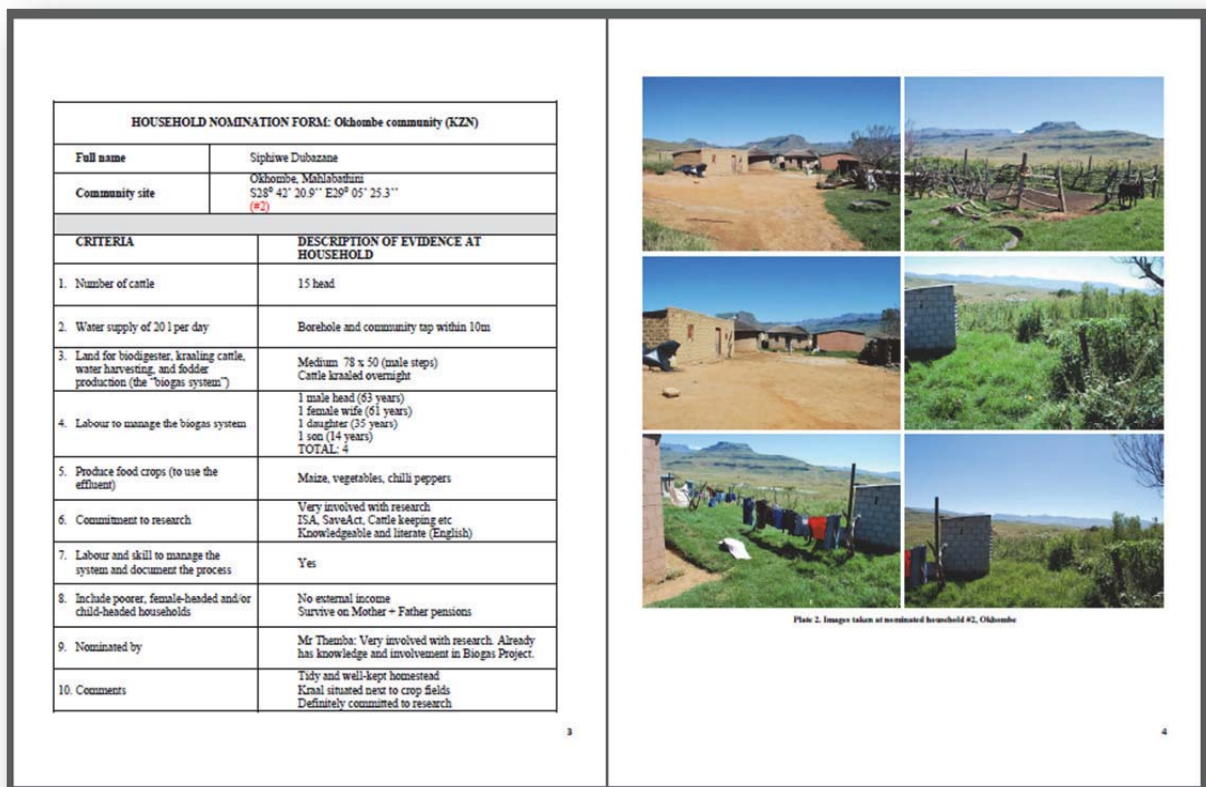 HOUSEHOLD NOMINATION FORM: Okhombe community (KZN)
Full name
Siphiwe Dubazane
Community site
Okhombe, Mahlabathini
S28⁰ 42’ 20.9’’ E29⁰ 05’ 25.3’’
(#2)
CRITERIA
DESCRIPTION OF EVIDENCE AT
HOUSEHOLD
1. Number of cattle
15 head
2. Water supply of 20 l per day
Borehole and community tap within 10m
3. Land for biodigester, kraaling cattle,
water harvesting, and fodder
production (the “biogas system”)
Medium 78 x 50 (male steps)
Cattle kraaled overnight
4. Labour to manage the biogas system
1 male head (63 years)
1 female wife (61 years)
1 daughter (35 years)
1 son (14 years)
TOTAL: 4
5. Produce food crops (to use the
effluent)
Maize, vegetables, chilli peppers
6. Commitment to research
Very involved with research
ISA, SaveAct, Cattle keeping etc
Knowledgeable and literate (English)
7. Labour and skill to manage the
system and document the process
Yes
8. Include poorer, female-headed and/or
child-headed households
No external income
Survive on Mother + Father pensions
9. Nominated by
Mr Themba: Very involved with research. Already
has knowledge and involvement in Biogas Project.
10. Comments
Tidy and well-kept homestead
Kraal situated next to crop fields
Definitely committed to research
3
Plate 2. Images taken at nominated household #2, Okhombe
4